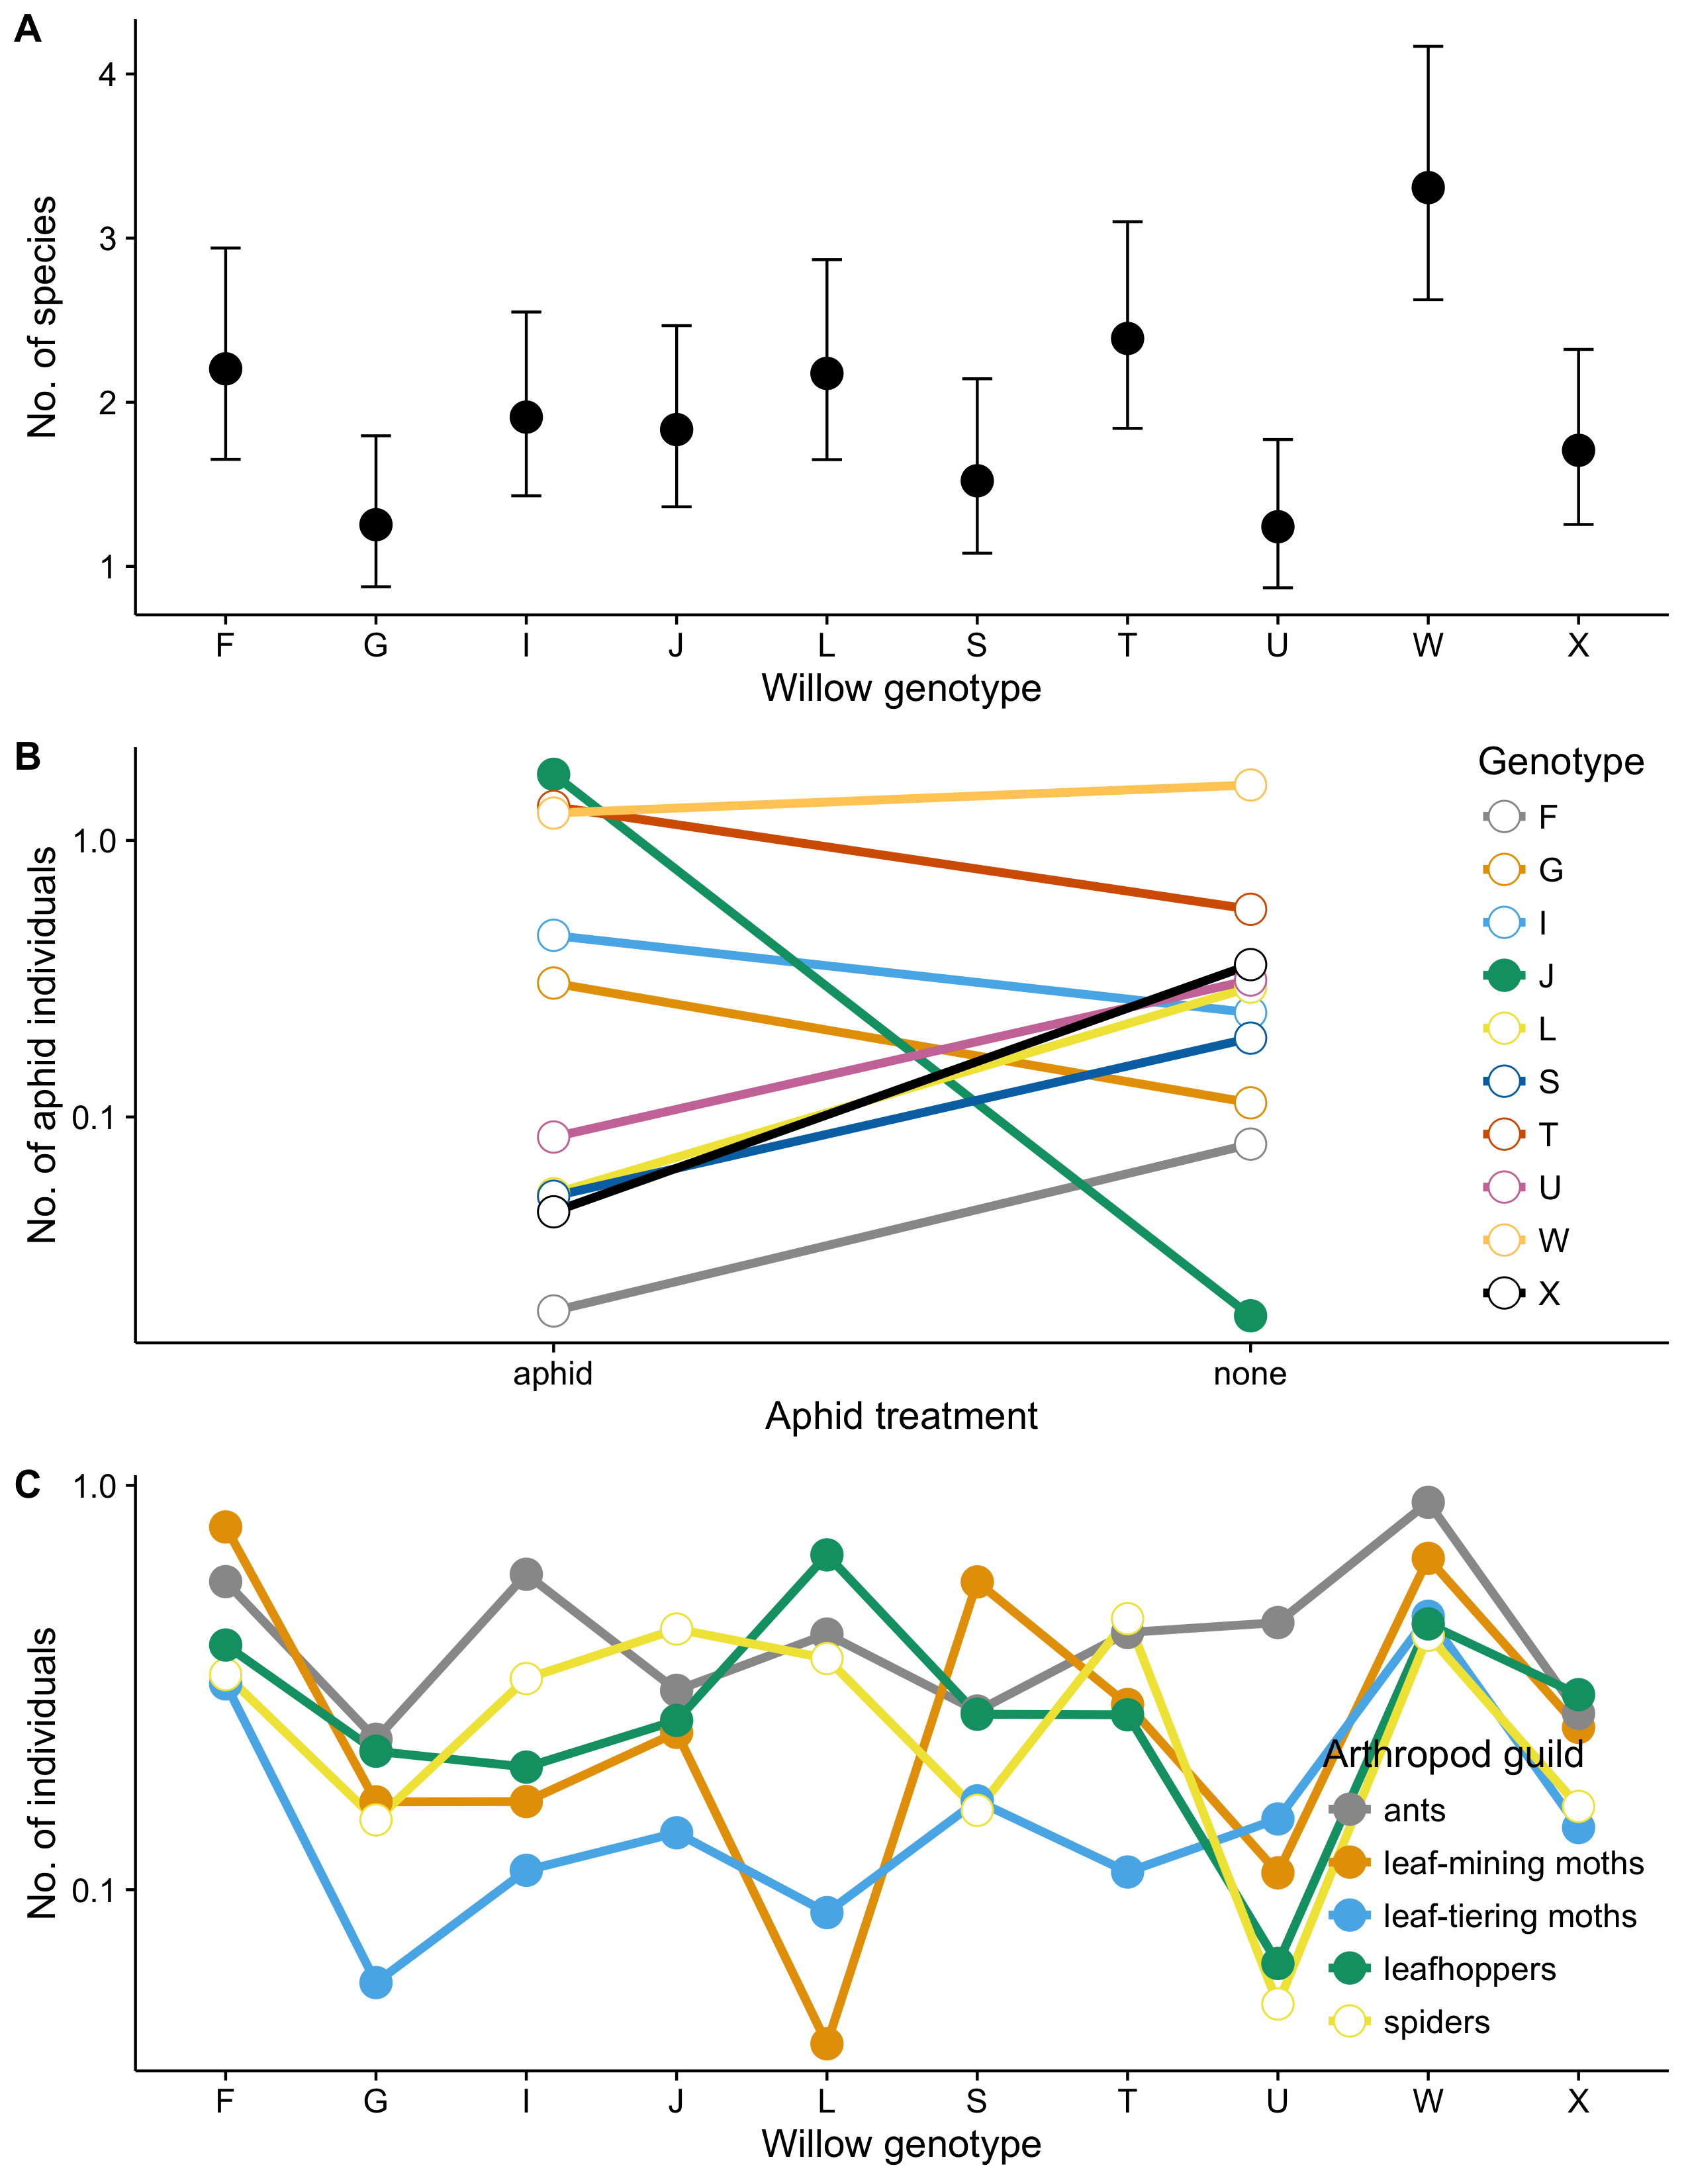 A
4
3
2
1
No. of species
F G I J L S T U W X
Willow genotype
B
1.0
0.1
No. of aphid individuals
aphid none
Aphid treatment
Genotype
F
G
I
J
L
S
T
U
W
X
C
1.0
0.1
No. of individuals
Arthropod guild
ants
leaf-mining moths
leaf-tiering moths
leafhoppers
spiders
F G I J L S T U W X
Willow genotype